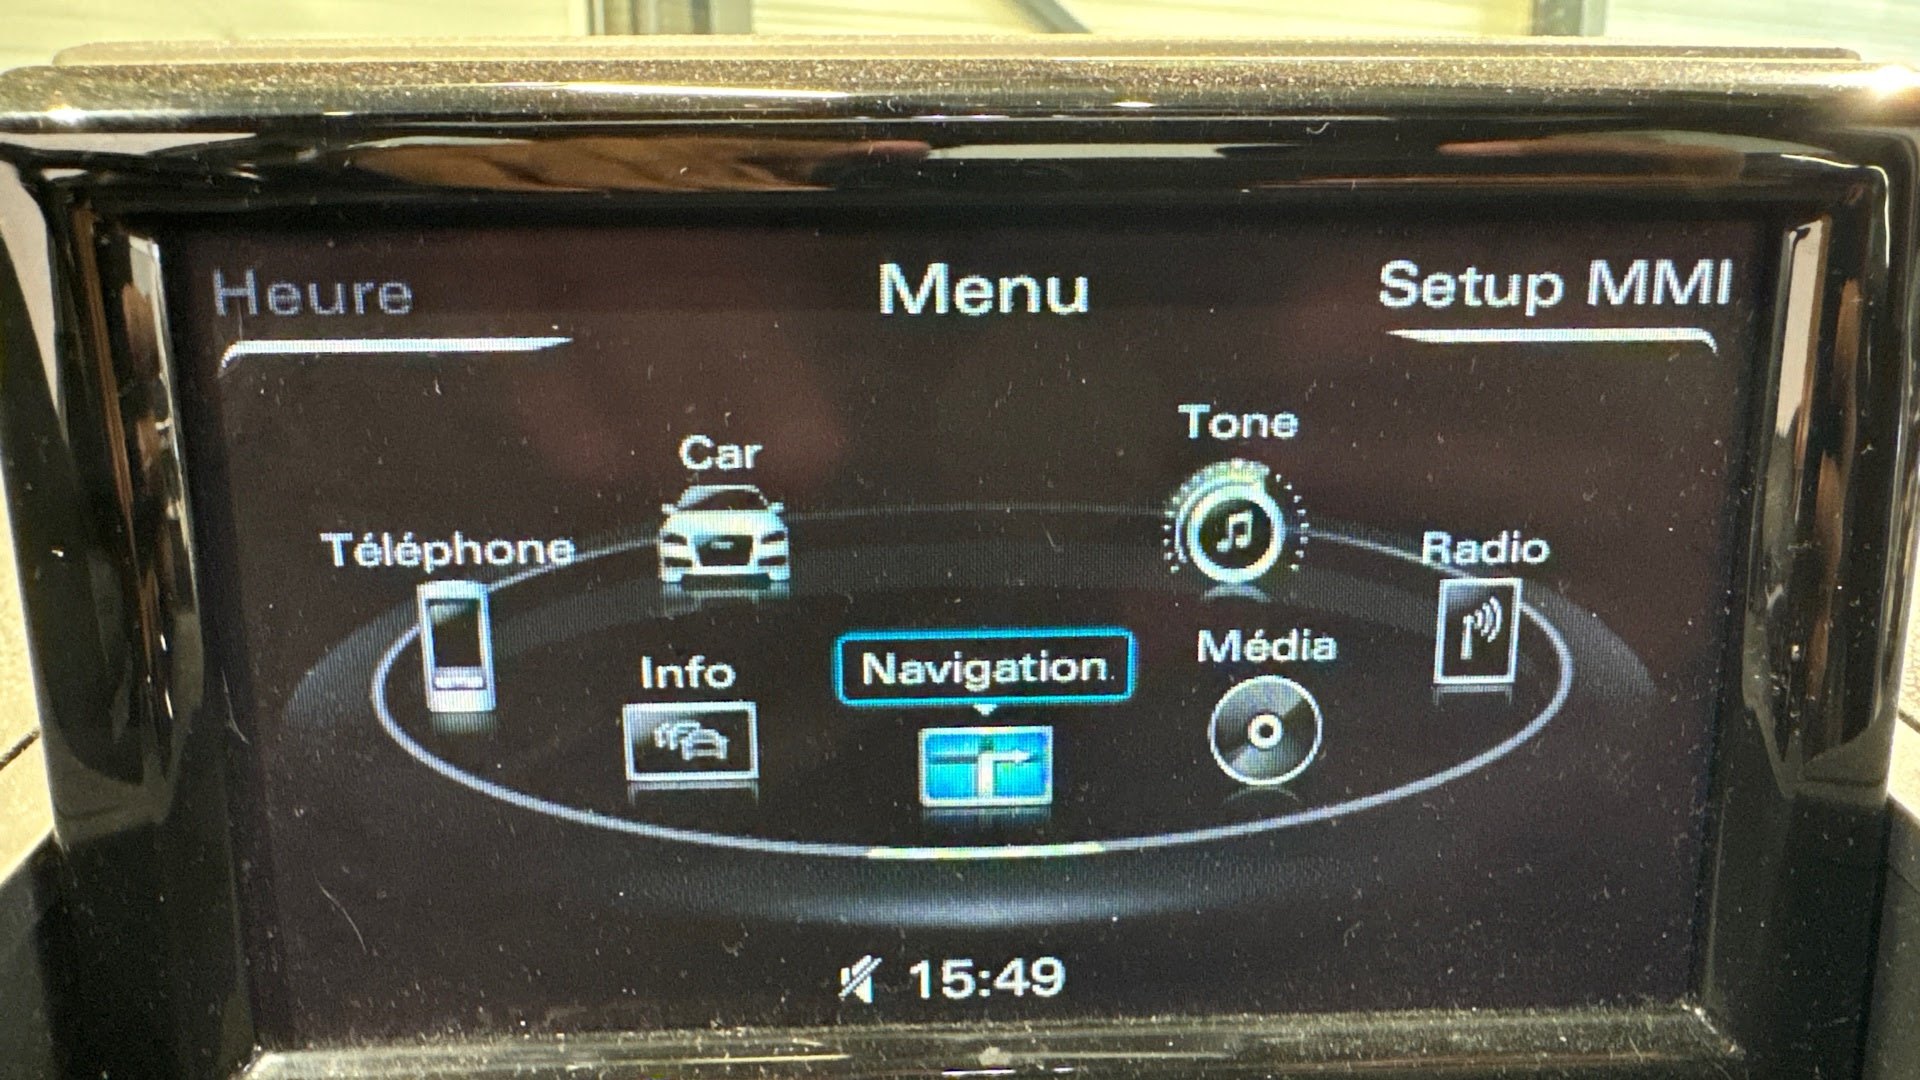 Heure
Menu
Setup MMI
Tone
Car
Téléphone
Radio
Info
Navigation
Média
15:49